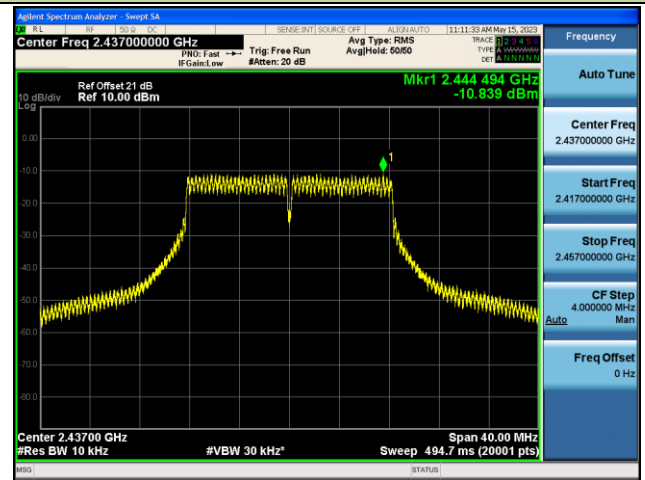 Agilent Spectrum Analyzer - Swept SA
RL RF 50 Ω DC SENSE:INT SOURCE OFF ALIGN AUTO 11:11:33 AM May 15, 2023
Center Freq 2.437000000 GHz
PNO: Fast
IFGain:Low
Trig: Free Run
#Atten: 20 dB
Avg Type: RMS
Avg|Hold: 50/50
TRACE 1 2 3 4 5 6
TYPE A
DET A N N N N N
Ref Offset 21 dB
Ref 10.00 dBm
10 dB/div
Log
Mkr1 2.444 494 GHz
-10.839 dBm
1
0.00
-10.0
-20.0
-30.0
-40.0
-50.0
-60.0
-70.0
-80.0
Center 2.43700 GHz
Span 40.00 MHz
#Res BW 10 kHz
#VBW 30 kHz*
Sweep 494.7 ms (20001 pts)
MSG
STATUS
Frequency
Auto Tune
Center Freq
2.437000000 GHz
Start Freq
2.417000000 GHz
Stop Freq
2.457000000 GHz
CF Step
4.000000 MHz
Auto Man
Freq Offset
0 Hz